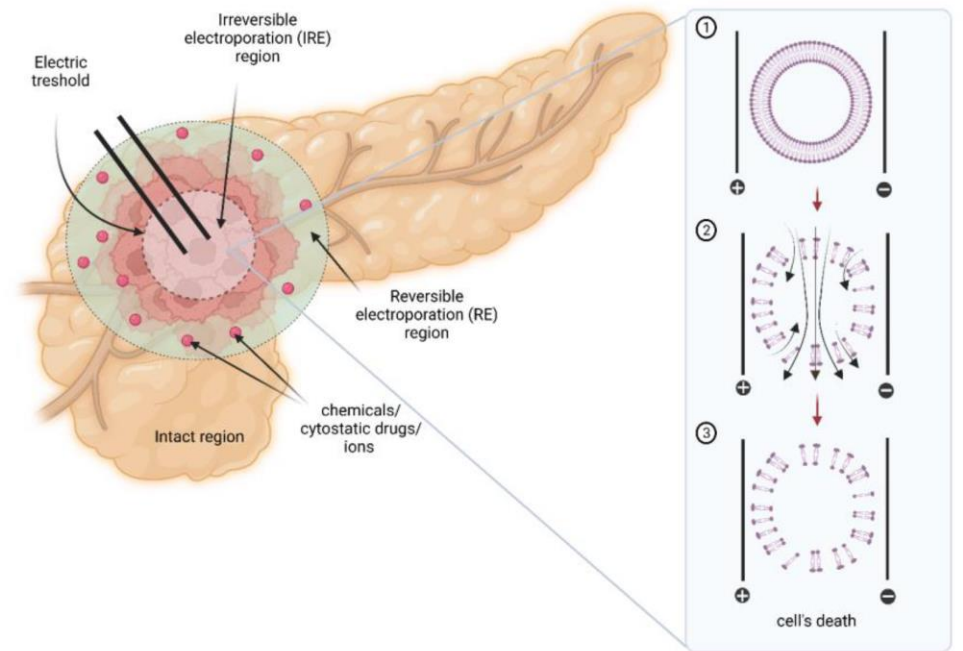 Irreversible
electroporation (IRE)
region
Electric
treshold
Reversible
electroporation (RE)
region
chemicals/
cytostatic drugs/
ions
Intact region
1
+
−
2
+
−
3
+
−
cell's death